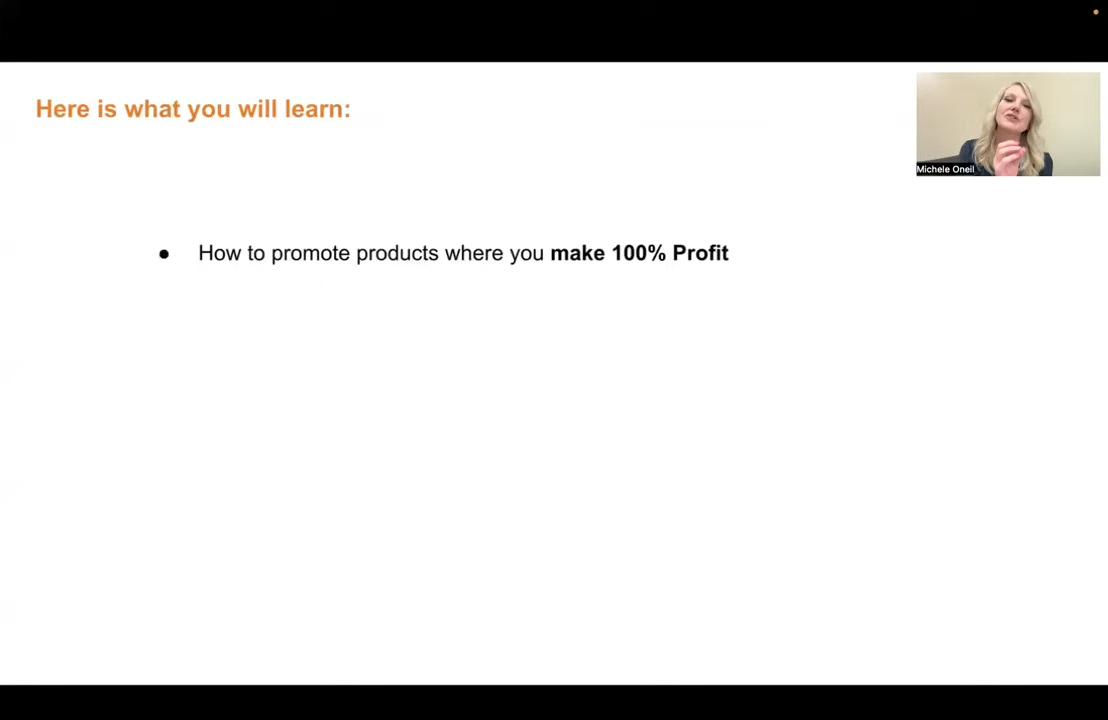 Here is what you will learn:
Michele Oneil
● How to promote products where you make 100% Profit